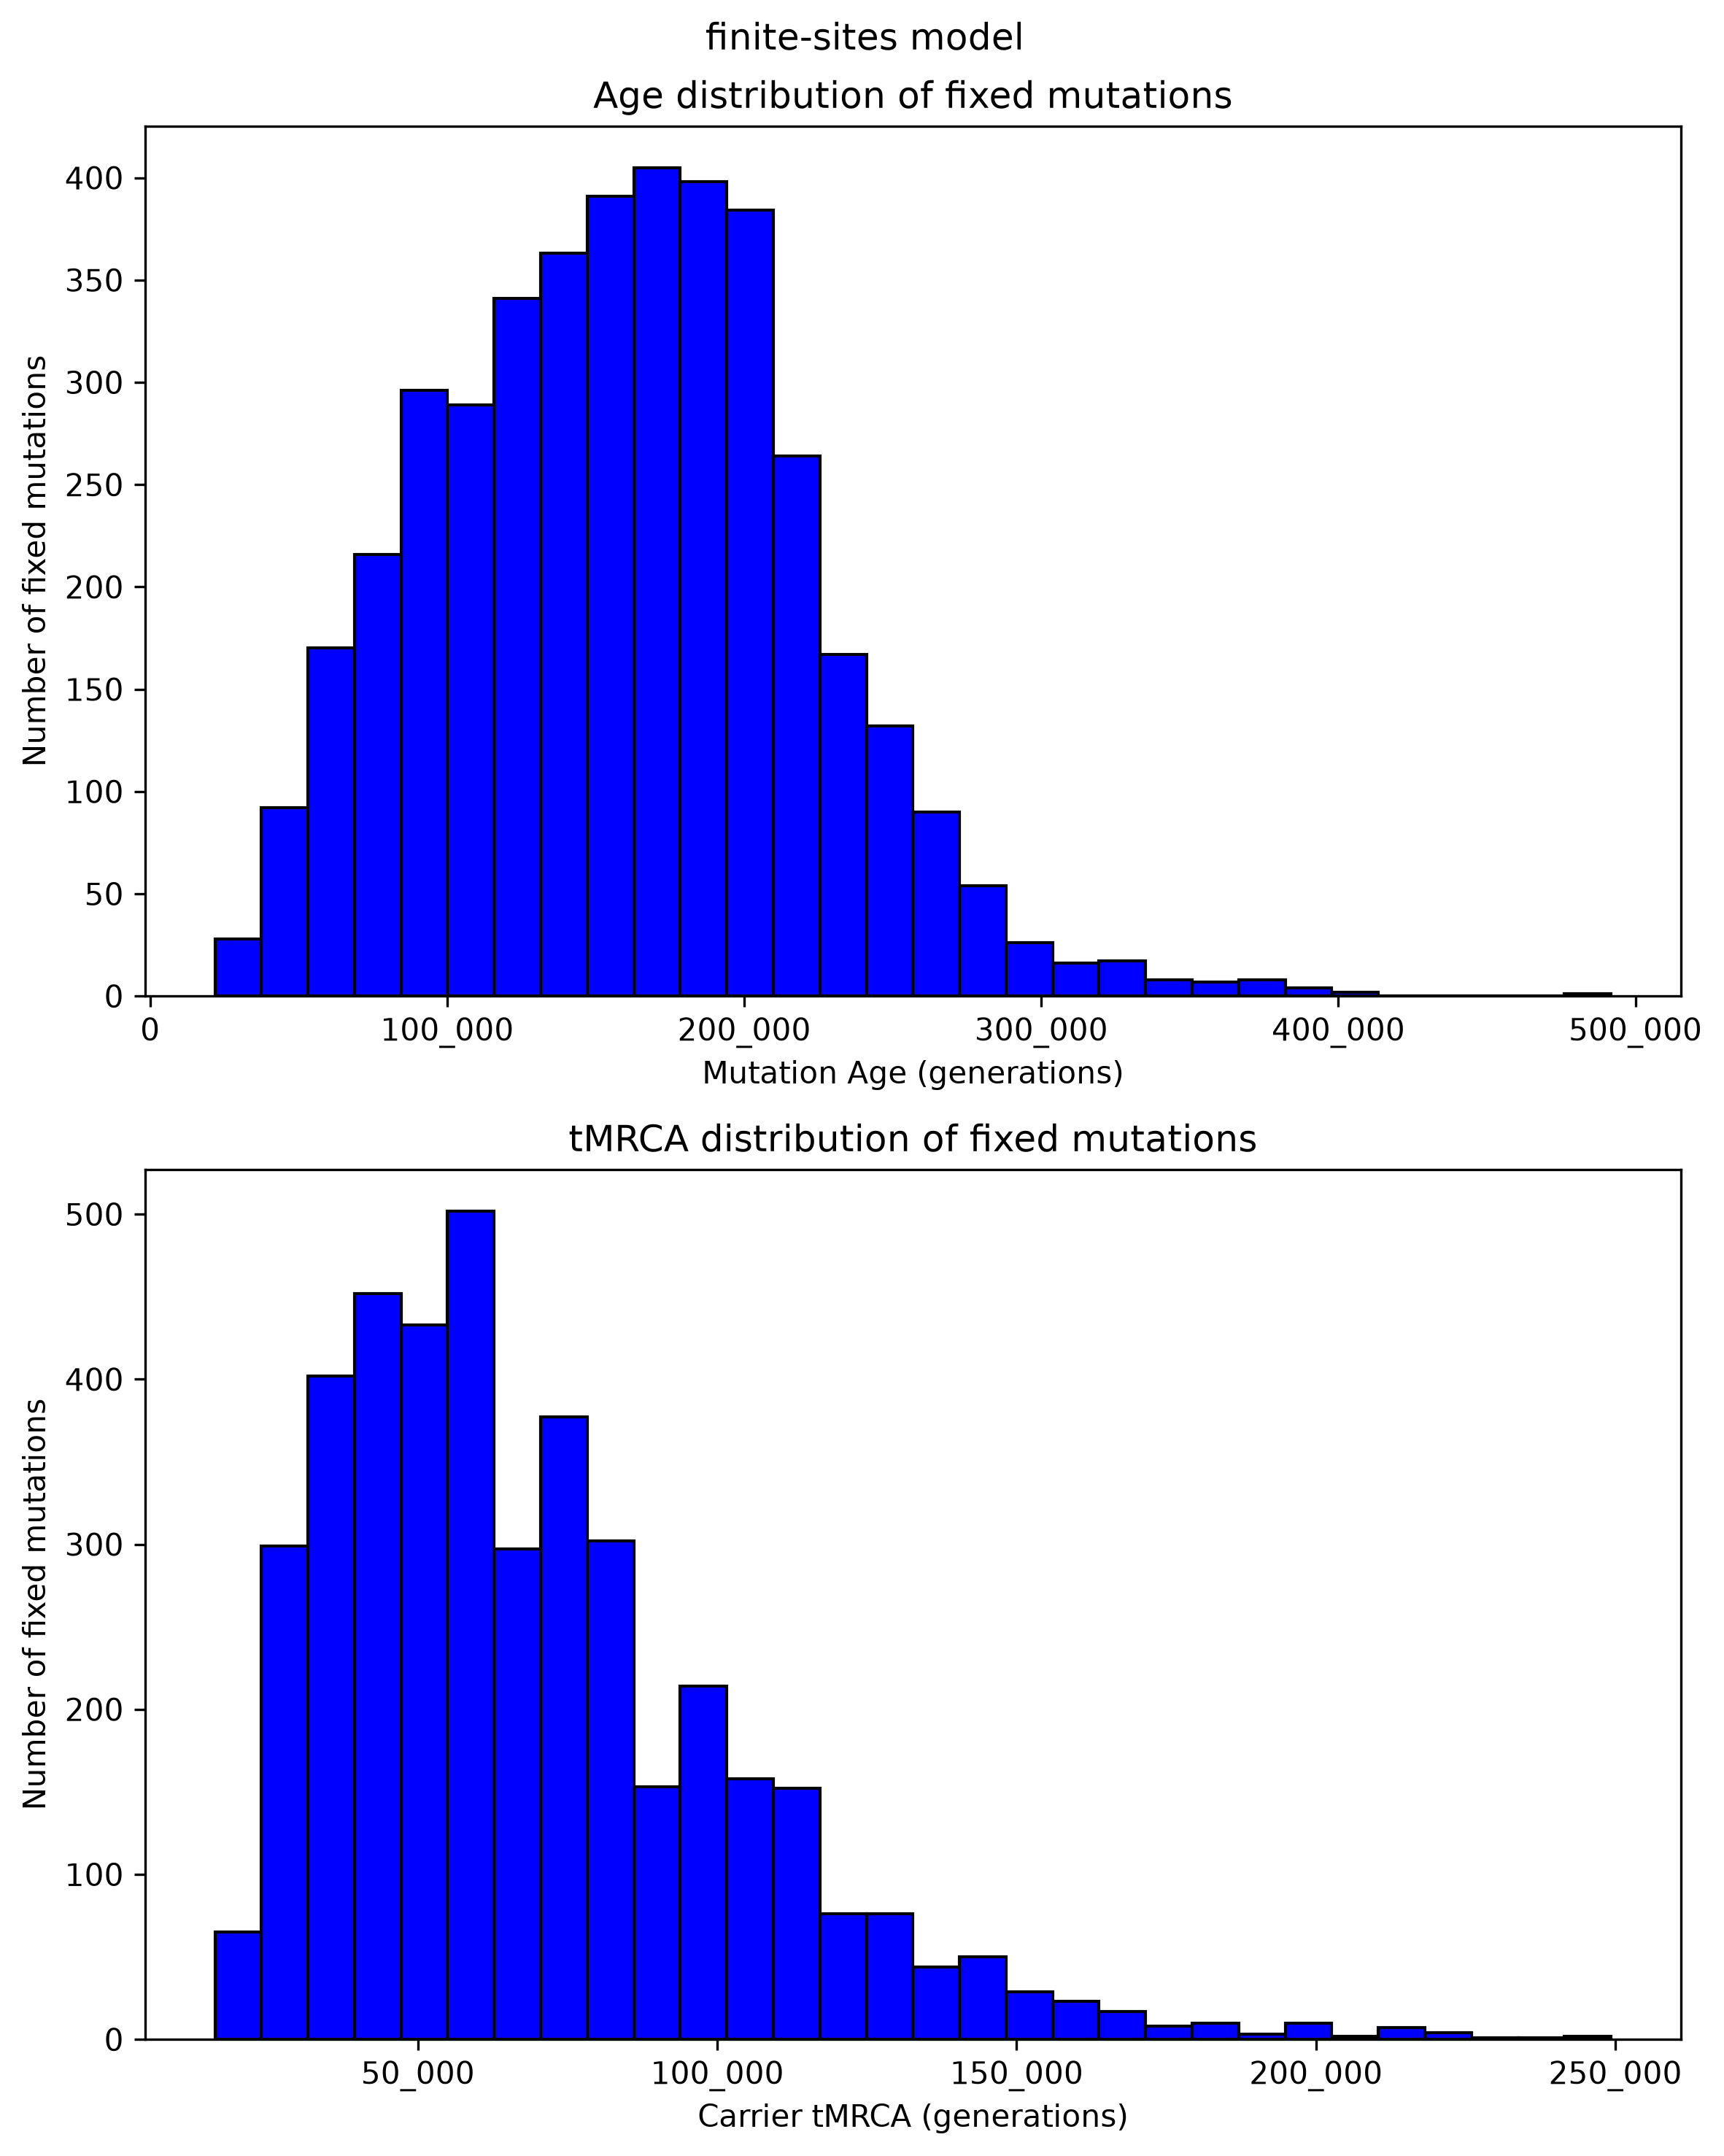 finite-sites model
Age distribution of fixed mutations
Number of fixed mutations
400
350
300
250
200
150
100
50
0
0 100_000 200_000 300_000 400_000 500_000
Mutation Age (generations)
tMRCA distribution of fixed mutations
Number of fixed mutations
500
400
300
200
100
0
50_000 100_000 150_000 200_000 250_000
Carrier tMRCA (generations)